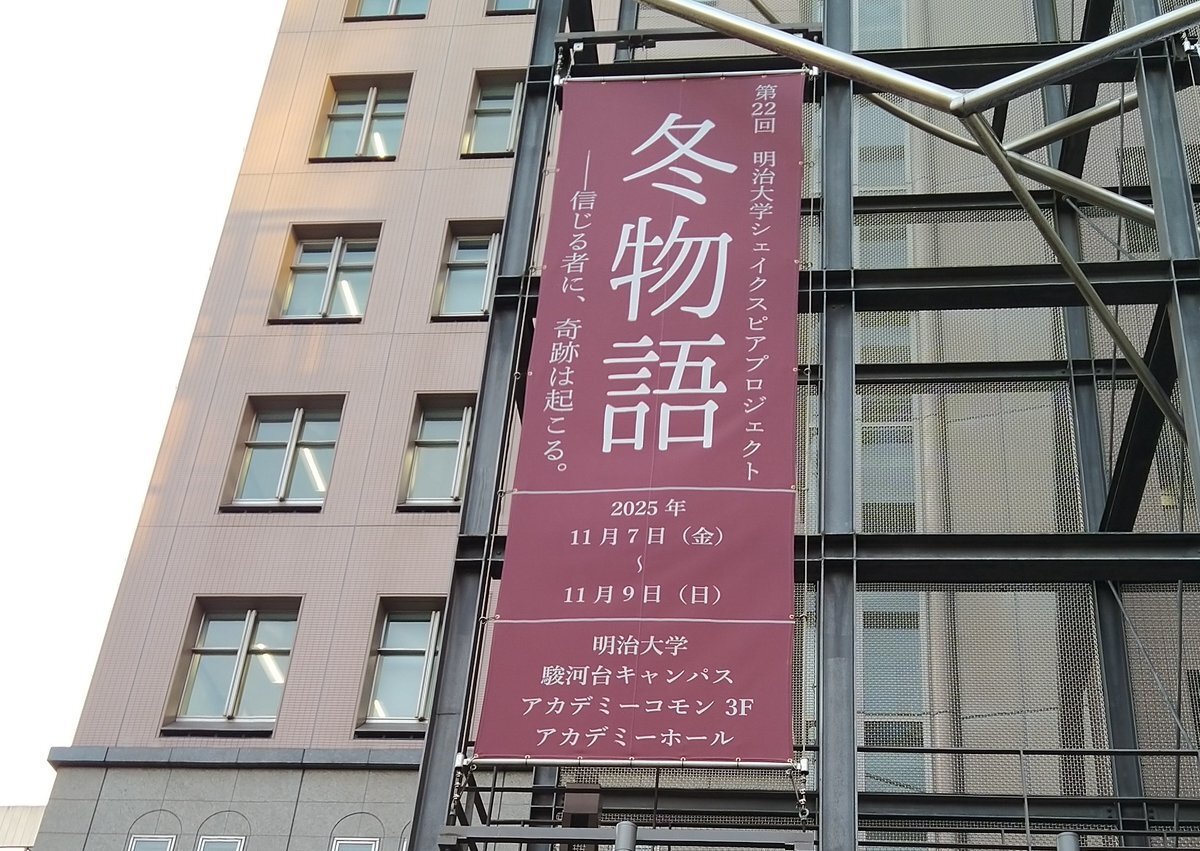 第22回 明治大学シェイクスピアプロジェクト
冬物語
――信じる者に、奇跡は起こる。
2025年
11月7日（金）
〜
11月9日（日）
明治大学
駿河台キャンパス
アカデミーコモン 3F
アカデミーホール